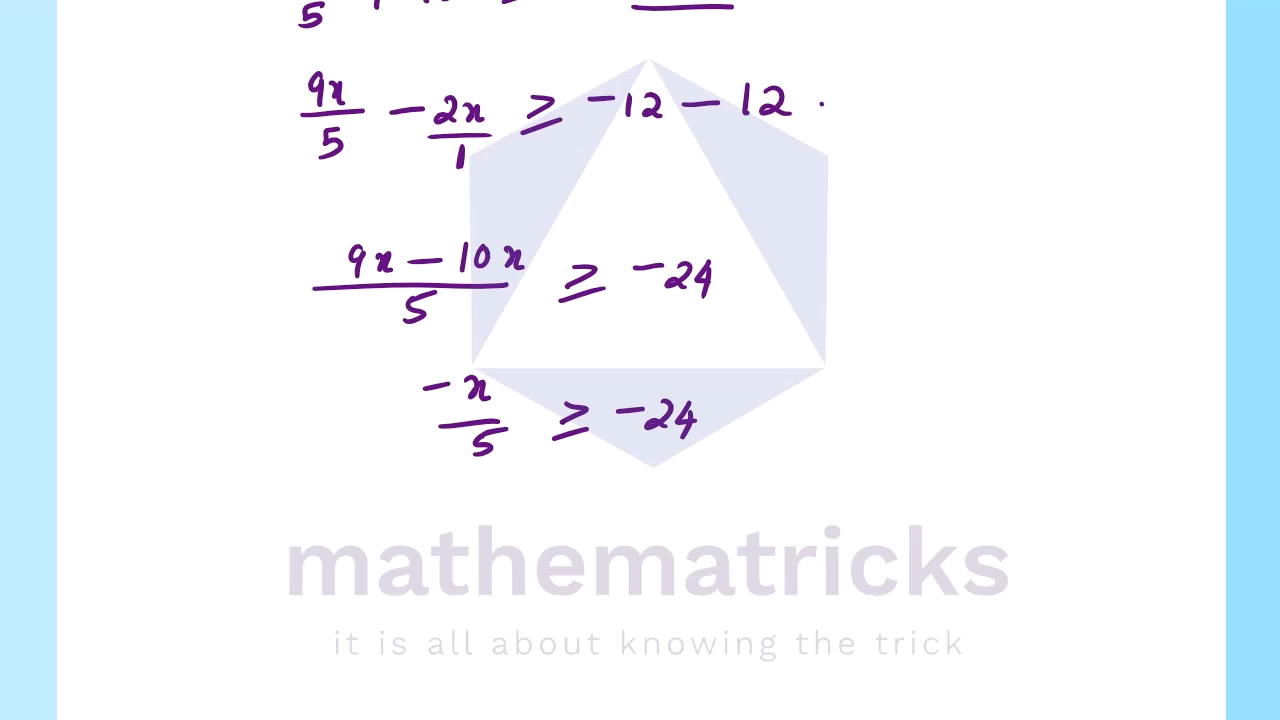 5
9x/5 - 2x/1 ≥ -12 - 12 .
9x - 10x/5 ≥ -24
-x/5 ≥ -24
mathematricks
it is all about knowing the trick